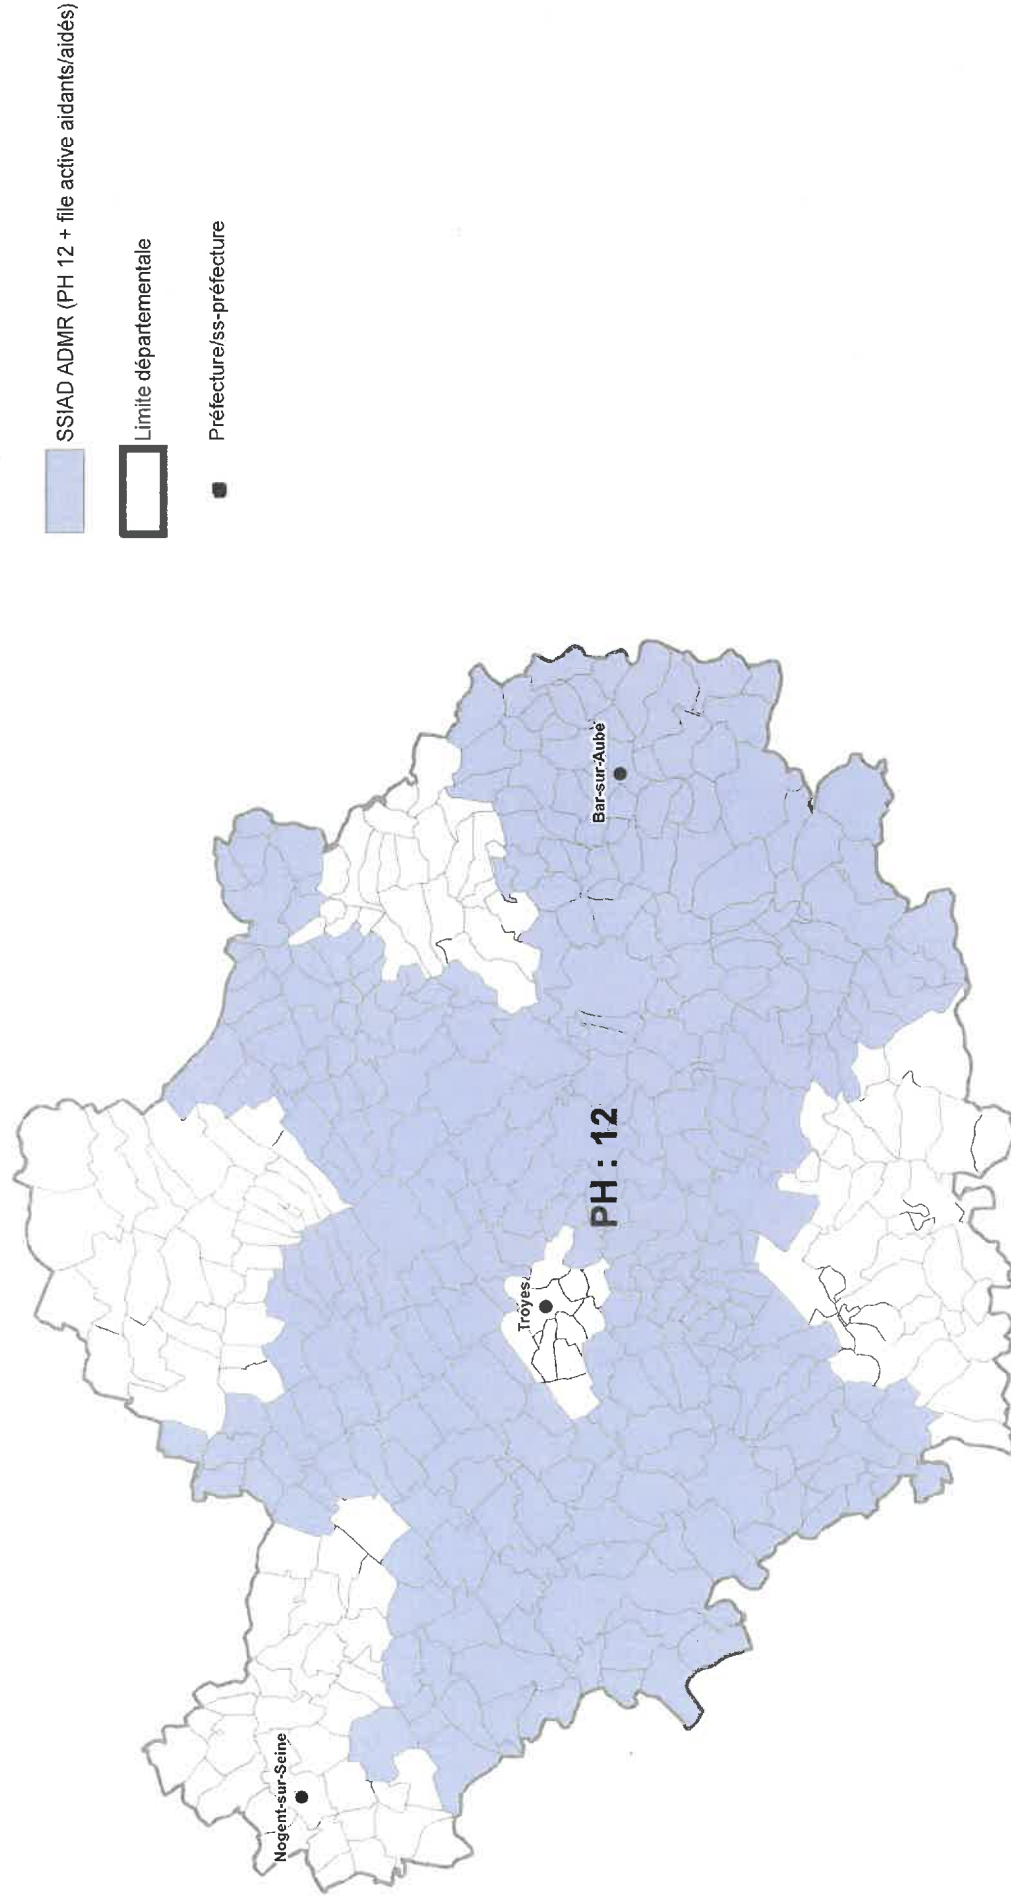 SSIAD ADMR (PH 12 + file active aidants/aidés)
Limite départementale
Préfecture/ss-préfecture
Nogent-sur-Seine
Troyes
PH : 12
Bar-sur-Aube